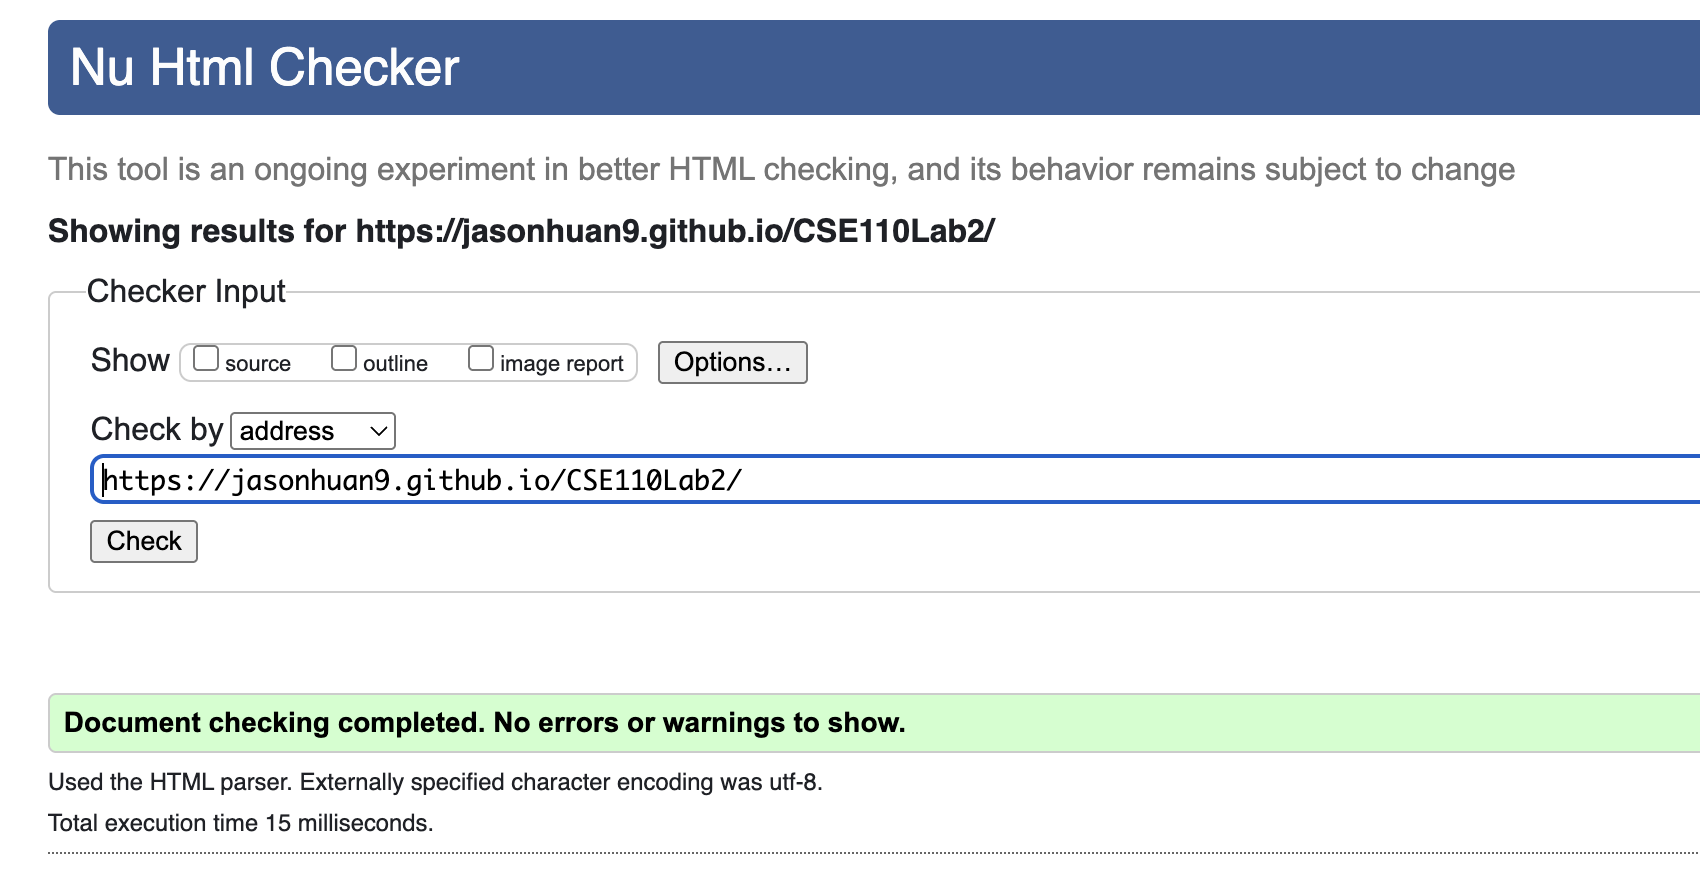 Nu Html Checker
This tool is an ongoing experiment in better HTML checking, and its behavior remains subject to change
Showing results for https://jasonhuan9.github.io/CSE110Lab2/
Checker Input
Show source outline image report Options...
Check by address
https://jasonhuan9.github.io/CSE110Lab2/
Check
Document checking completed. No errors or warnings to show.
Used the HTML parser. Externally specified character encoding was utf-8.
Total execution time 15 milliseconds.